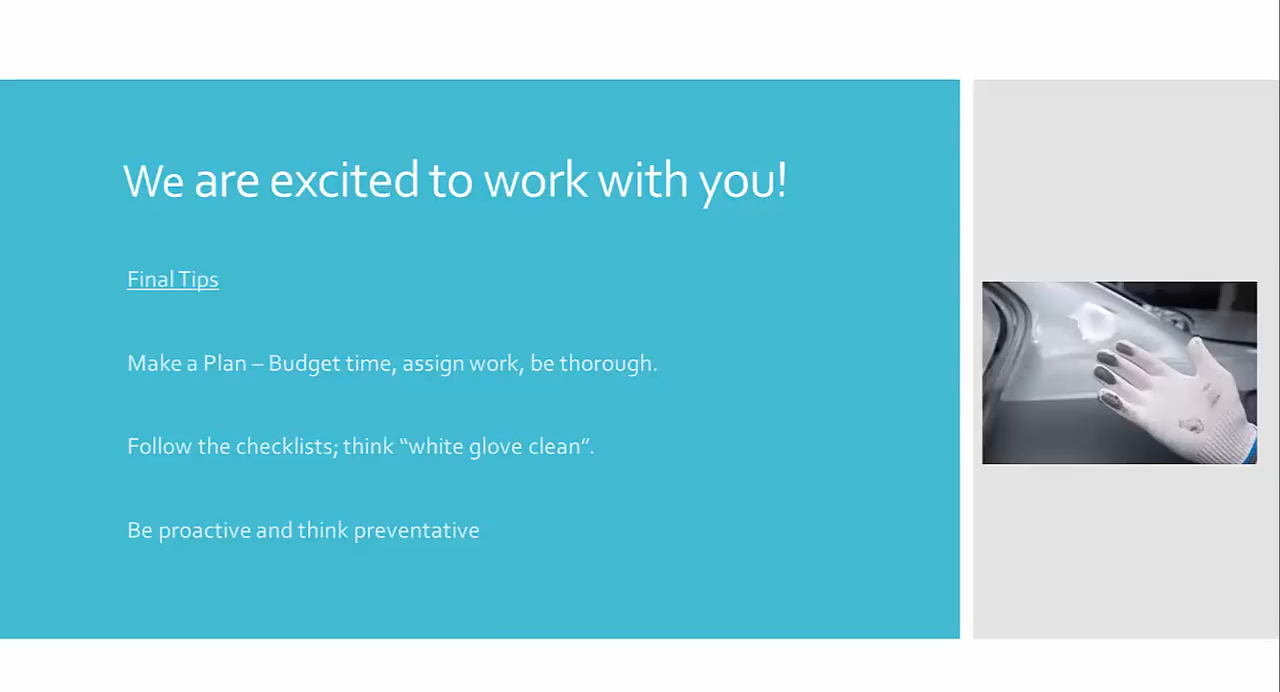 We are excited to work with you!
Final Tips
Make a Plan – Budget time, assign work, be thorough.
Follow the checklists; think “white glove clean”.
Be proactive and think preventative